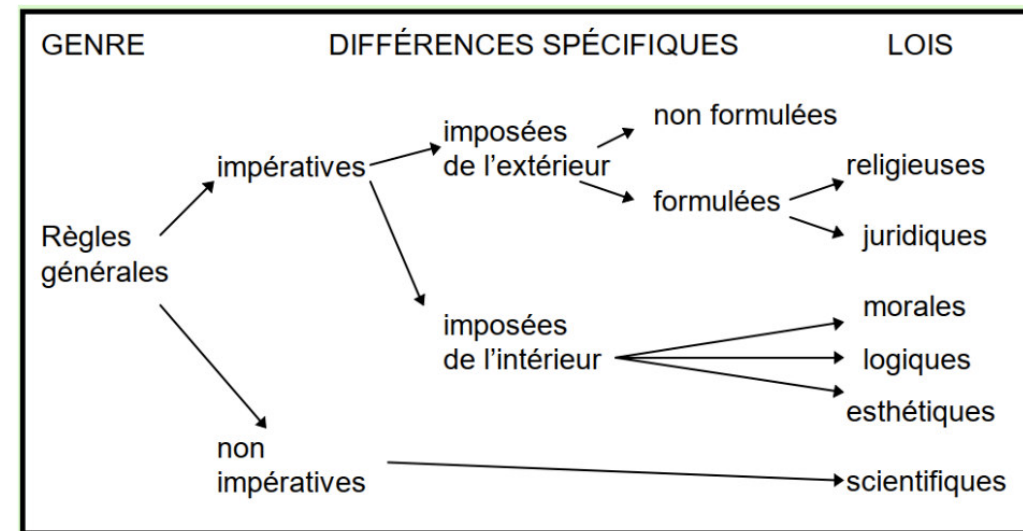 GENRE DIFFÉRENCES SPÉCIFIQUES LOIS
non formulées
imposées
de l’extérieur
impératives
religieuses
formulées
Règles
générales
juridiques
morales
imposées
de l’intérieur
logiques
esthétiques
non
impératives
scientifiques